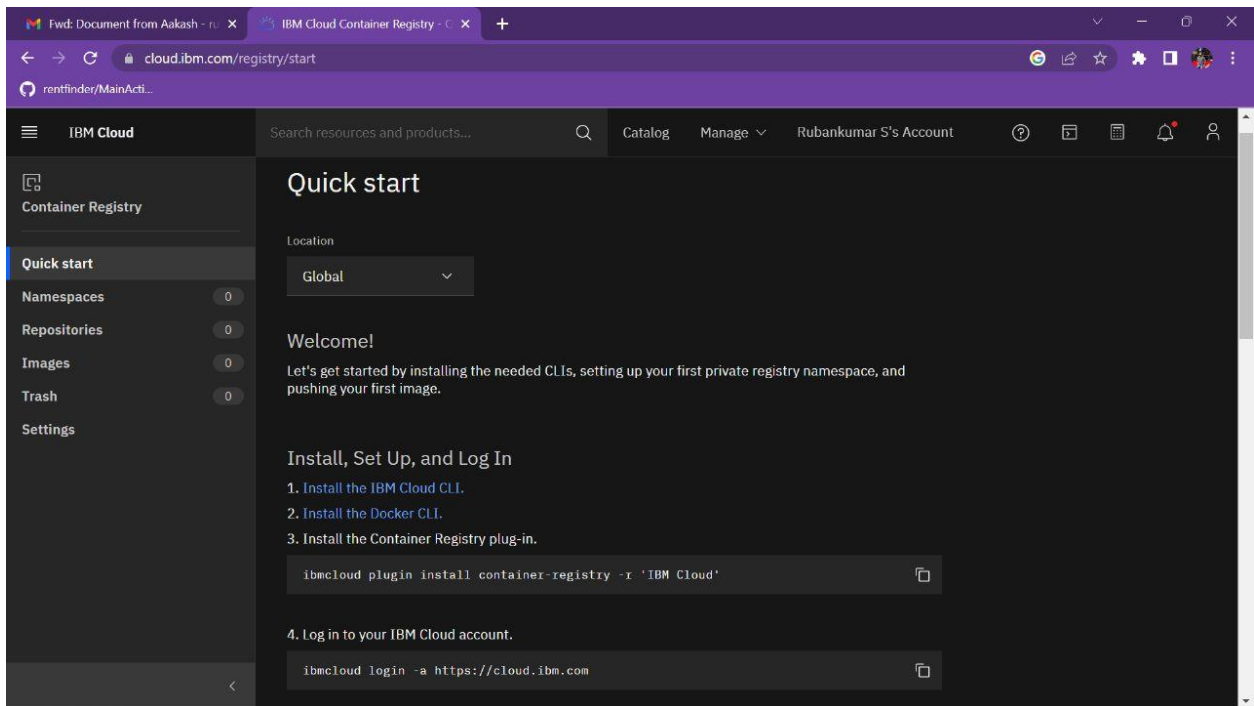 Fwd: Document from Aakash - ru
IBM Cloud Container Registry - C
cloud.ibm.com/registry/start
rentfinder/MainActi...
IBM Cloud
Search resources and products...
Catalog
Manage
Rubankumar S's Account
Container Registry
Quick start
Namespaces 0
Repositories 0
Images 0
Trash 0
Settings
Quick start
Location
Global
Welcome!
Let's get started by installing the needed CLIs, setting up your first private registry namespace, and
pushing your first image.
Install, Set Up, and Log In
1. Install the IBM Cloud CLI.
2. Install the Docker CLI.
3. Install the Container Registry plug-in.
ibmcloud plugin install container-registry -r 'IBM Cloud'
4. Log in to your IBM Cloud account.
ibmcloud login -a https://cloud.ibm.com